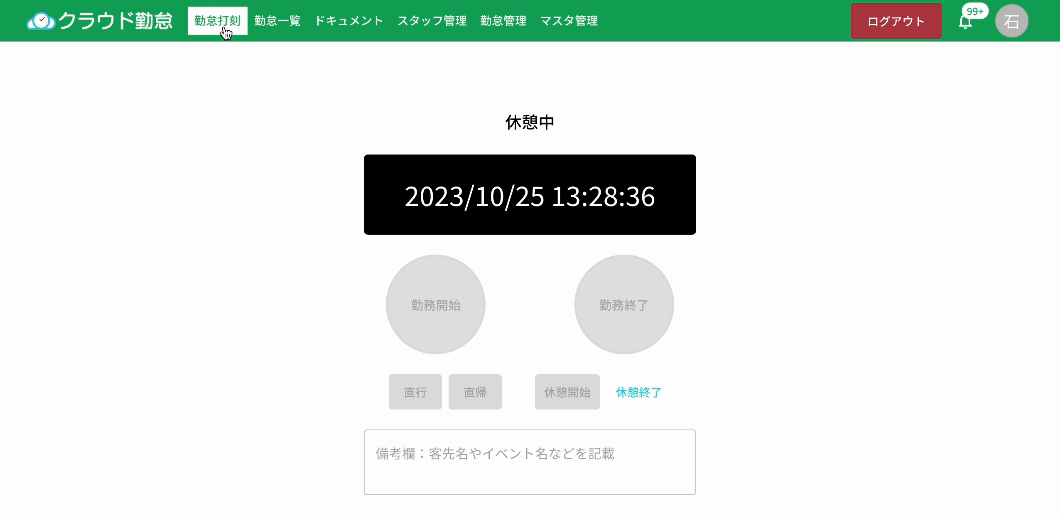 クラウド勤怠 勤怠打刻 勤怠一覧 ドキュメント スタッフ管理 勤怠管理 マスタ管理 ログアウト 99+ 石
休憩中
2023/10/25 13:28:36
勤務開始 勤務終了
直行 直帰 休憩開始 休憩終了
備考欄：客先名やイベント名などを記載